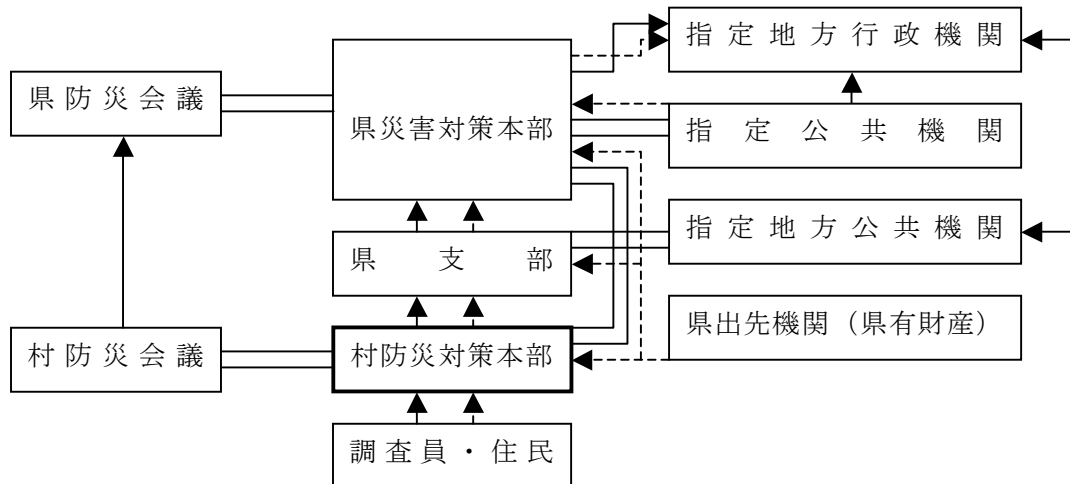 指定地方行政機関
県防災会議
県災害対策本部
指定公共機関
指定地方公共機関
県支部
県出先機関（県有財産）
村防災会議
村防災対策本部
調査員・住民